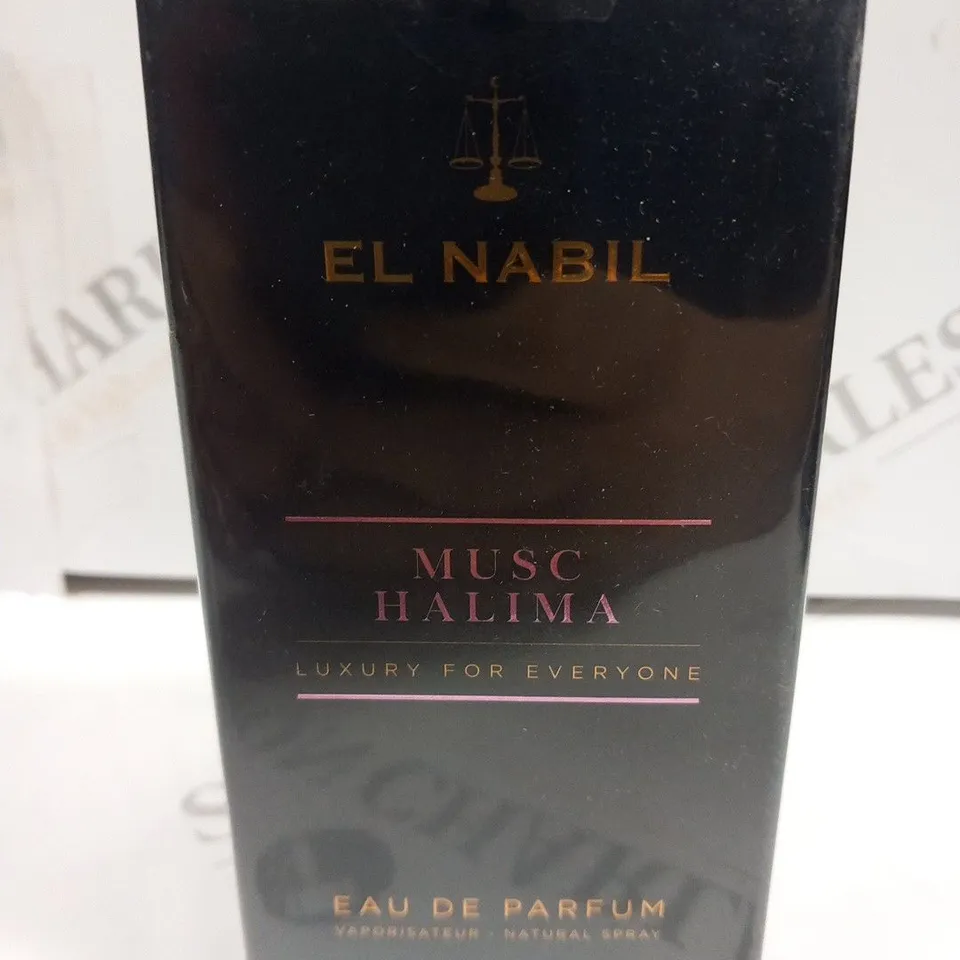 EL NABIL
MUSC
HALIMA
LUXURY FOR EVERYONE
EAU DE PARFUM
VAPORISATEUR - NATURAL SPRAY